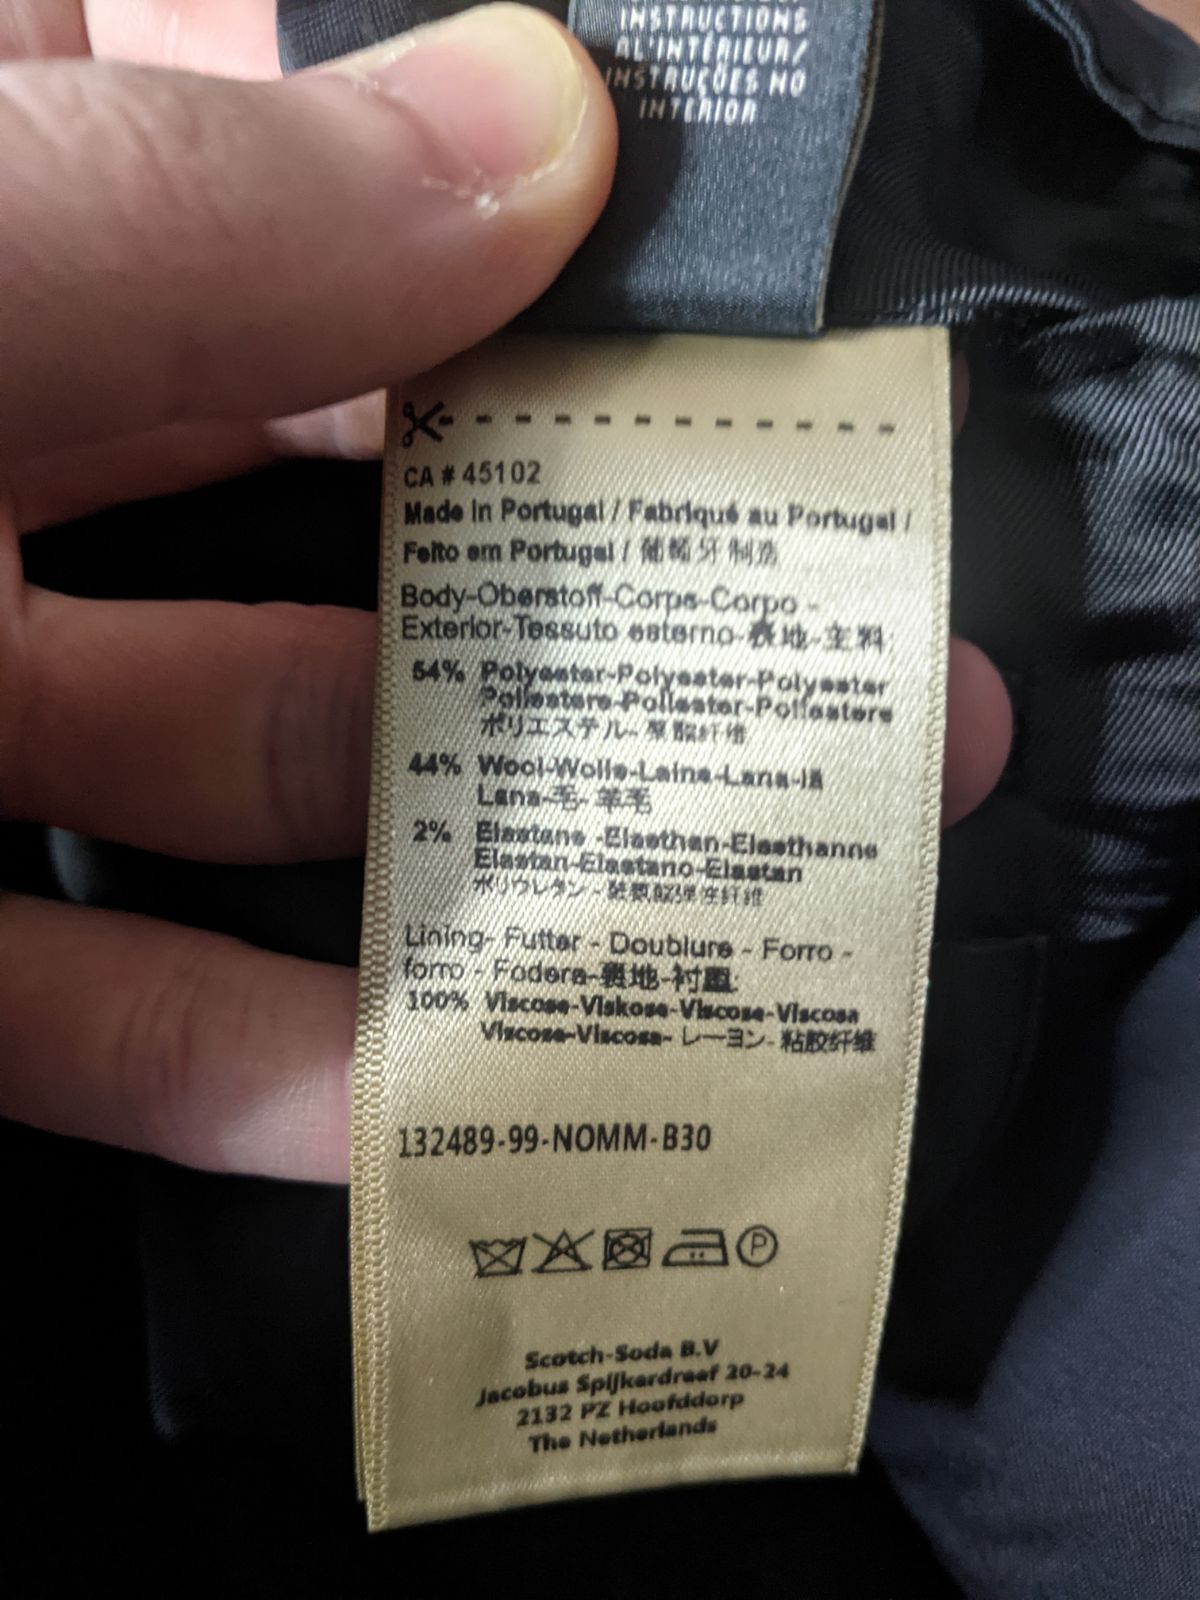 INSTRUCTIONS
À L'INTÉRIEUR/
INSTRUÇÕES NO
INTERIOR
CA # 45102
Made in Portugal / Fabriqué au Portugal /
Feito em Portugal / 葡萄牙制造
Body-Oberstoff-Corps-Corpo -
Exterior-Tessuto esterno-表地-主料:
54% Polyester-Polyester-Polyester
Poliestere-Poliester-Poliestere
ポリエステル- 聚酯纤维
44% Wool-Wolle-Laine-Lana-lã
Lana-毛- 羊毛
2% Elastane -Elasthan-Elasthanne
Elastan-Elastano-Elastan
ポリウレタン - 聚氨酯弹性纤维
Lining- Futter - Doublure - Forro -
forro - Fodera-裏地-衬里:
100% Viscose-Viskose-Viscose-Viscosa
Viscose-Viscosa- レーヨン- 粘胶纤维
132489-99-NOMM-B30
P
Scotch-Soda B.V
Jacobus Spijkerdreef 20-24
2132 PZ Hoofddorp
The Netherlands